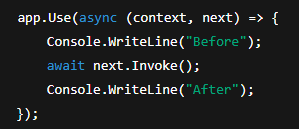 app.Use(async (context, next) => {
    Console.WriteLine("Before");
    await next.Invoke();
    Console.WriteLine("After");
});